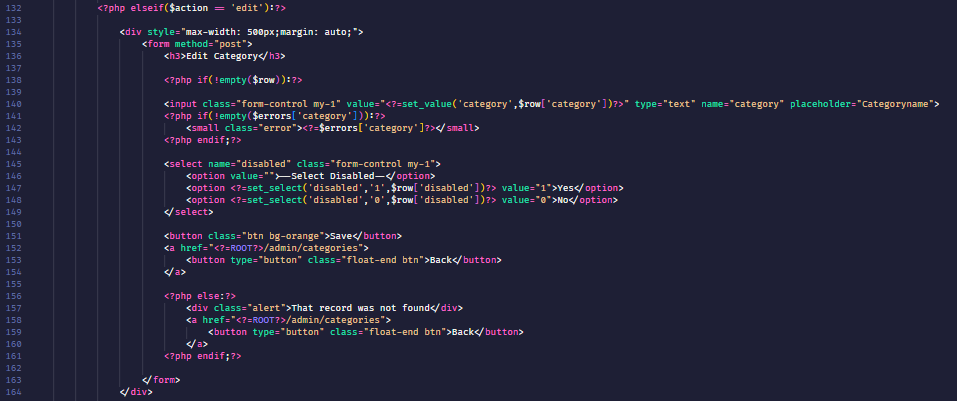 132 <?php elseif($action == 'edit'):?>
133
134 <div style="max-width: 500px;margin: auto;">
135 <form method="post">
136 <h3>Edit Category</h3>
137
138 <?php if(!empty($row)):?>
139
140 <input class="form-control my-1" value="<?=set_value('category',$row['category'])?>" type="text" name="category" placeholder="Categoryname">
141 <?php if(!empty($errors['category'])):?>
142 <small class="error"><?=$errors['category']?></small>
143 <?php endif;?>
144
145 <select name="disabled" class="form-control my-1">
146 <option value="">--Select Disabled--</option>
147 <option <?=set_select('disabled','1',$row['disabled'])?> value="1">Yes</option>
148 <option <?=set_select('disabled','0',$row['disabled'])?> value="0">No</option>
149 </select>
150
151 <button class="btn bg-orange">Save</button>
152 <a href="<?=ROOT?>/admin/categories">
153 <button type="button" class="float-end btn">Back</button>
154 </a>
155
156 <?php else:?>
157 <div class="alert">That record was not found</div>
158 <a href="<?=ROOT?>/admin/categories">
159 <button type="button" class="float-end btn">Back</button>
160 </a>
161 <?php endif;?>
162
163 </form>
164 </div>